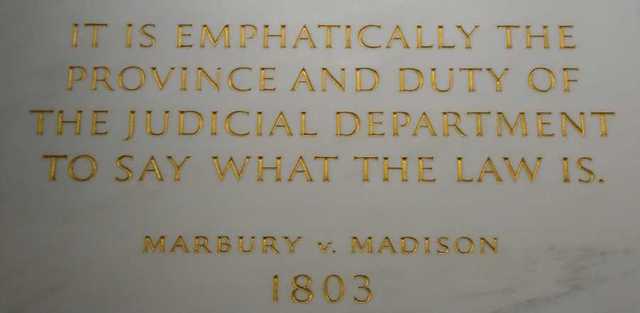 IT IS EMPHATICALLY THE
PROVINCE AND DUTY OF
THE JUDICIAL DEPARTMENT
TO SAY WHAT THE LAW IS.
MARBURY v. MADISON
1803